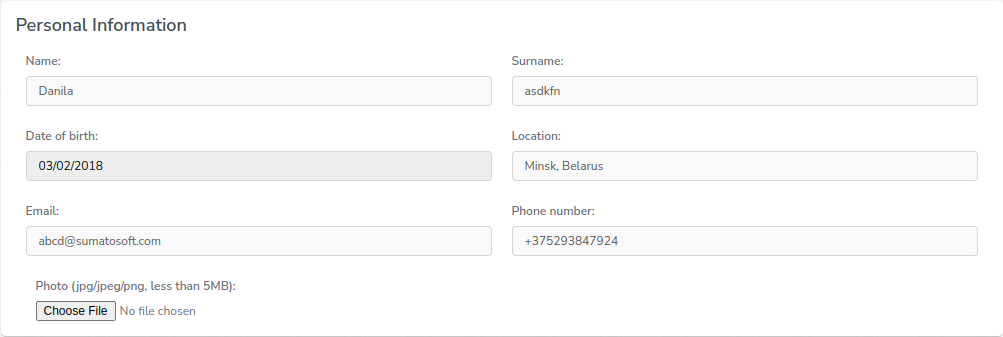 Personal Information
Name:
Surname:
Danila
asdkfn
Date of birth:
Location:
03/02/2018
Minsk, Belarus
Email:
Phone number:
abcd@sumatosoft.com
+375293847924
Photo (jpg/jpeg/png, less than 5MB):
Choose File No file chosen